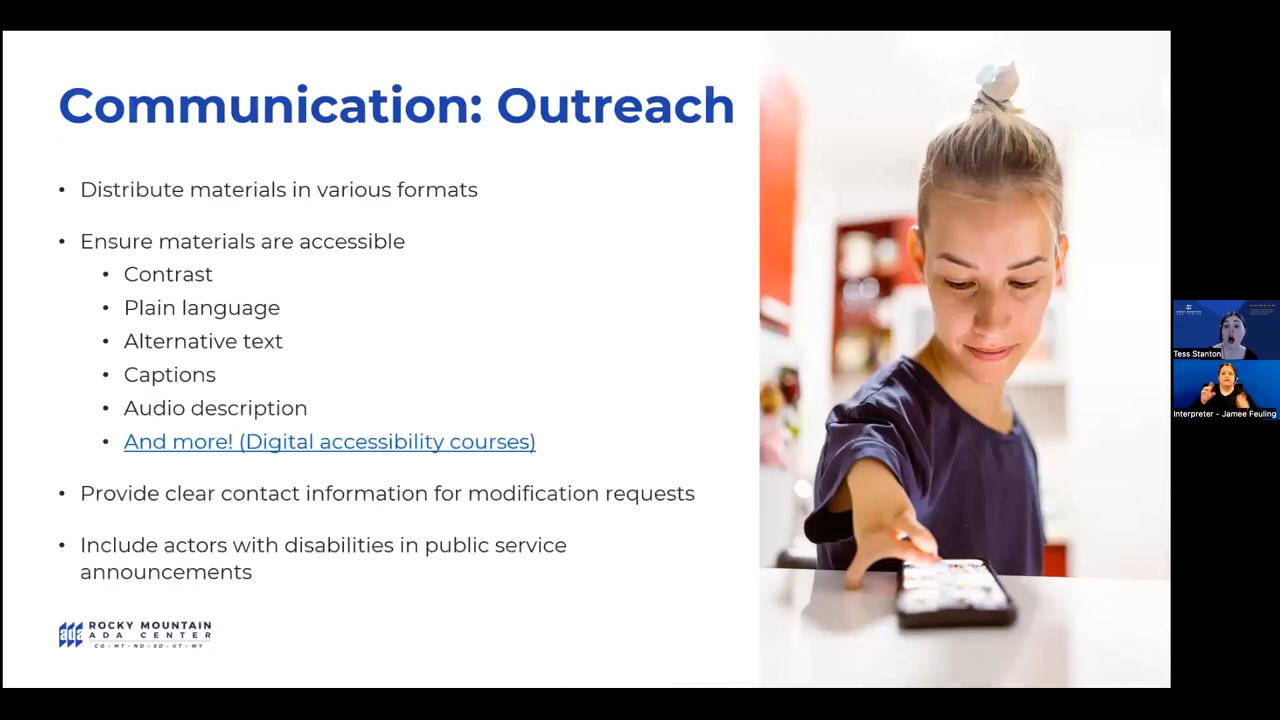 Communication: Outreach
• Distribute materials in various formats
• Ensure materials are accessible
• Contrast
• Plain language
• Alternative text
• Captions
• Audio description
• And more! (Digital accessibility courses)
• Provide clear contact information for modification requests
• Include actors with disabilities in public service
announcements
ada
ROCKY MOUNTAIN
ADA CENTER
CO • MT • ND • SD • UT • WY
Tess Stanton
Interpreter - Jamee Feuling